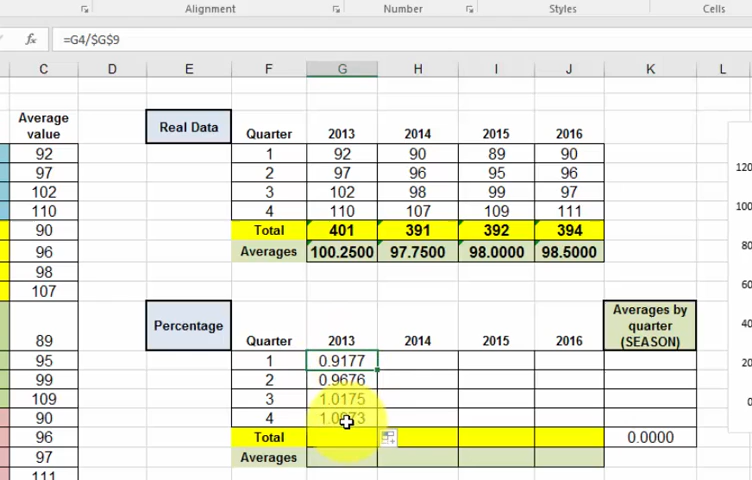 Alignment Number Styles Cells
fx =G4/$G$9
C D E F G H I J K L
Average value Real Data Quarter 2013 2014 2015 2016
92 1 92 90 89 90
97 2 97 96 95 96
102 3 102 98 99 97
110 4 110 107 109 111
90 Total 401 391 392 394
96 Averages 100.2500 97.7500 98.0000 98.5000
98
107
89 Percentage Quarter 2013 2014 2015 2016 Averages by quarter (SEASON)
95 1 0.9177
99 2 0.9676
109 3 1.0175
90 4
96 Total 0.0000
97 Averages
111
120
100
80
60
40
20
0